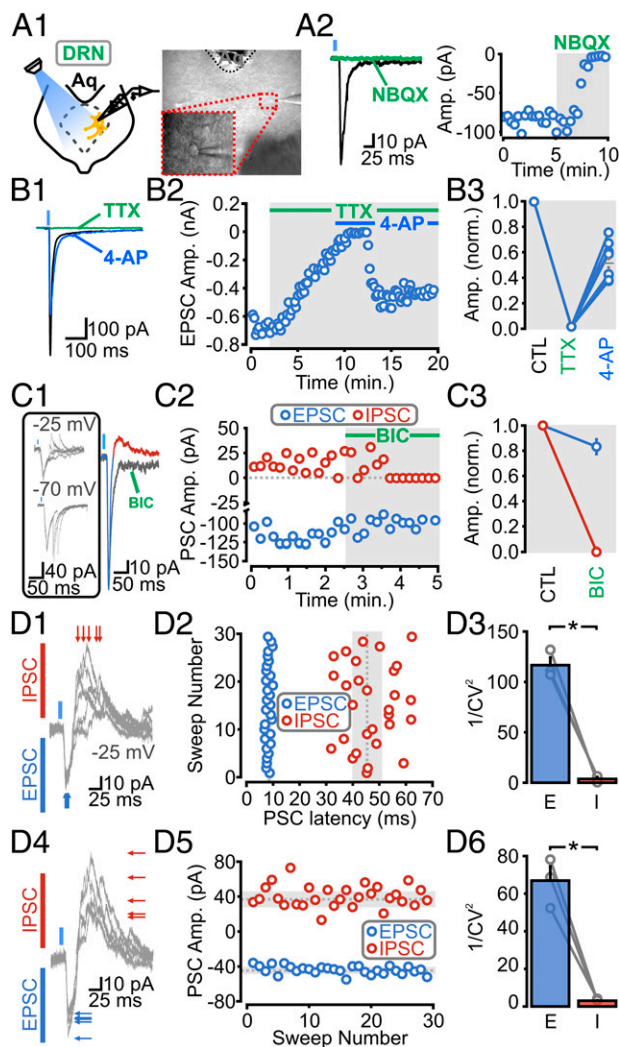 A1
DRN
Aq
A2
NBQX
10 pA
25 ms
NBQX
Amp. (pA)
0
-50
-100
0 5 10
Time (min.)
B1
TTX
4-AP
100 pA
100 ms
B2
TTX
4-AP
EPSC Amp. (nA)
0.2
0
-0.2
-0.4
-0.6
-0.8
0 5 10 15 20
Time (min.)
B3
Amp. (norm.)
1.0
0.8
0.6
0.4
0.2
0.0
CTL
TTX
4-AP
C1
-25 mV
-70 mV
40 pA
50 ms
BIC
10 pA
50 ms
C2
EPSC IPSC
BIC
PSC Amp. (pA)
50
25
0
-25
-50
-100
-150
0 1 2 3 4 5
Time (min.)
C3
Amp. (norm.)
1.0
0.8
0.6
0.4
0.2
0.0
CTL
BIC
D1
IPSC
EPSC
-25 mV
10 pA
25 ms
D2
Sweep Number
30
20
10
0
EPSC
IPSC
0 10 20 30 40 50 60 70
PSC latency (ms)
D3
*
1/CV²
150
100
50
0
E I
D4
IPSC
EPSC
10 pA
25 ms
D5
PSC Amp. (pA)
80
40
0
-40
-80
EPSC
IPSC
0 10 20 30
Sweep Number
D6
*
1/CV²
80
60
40
20
0
E I